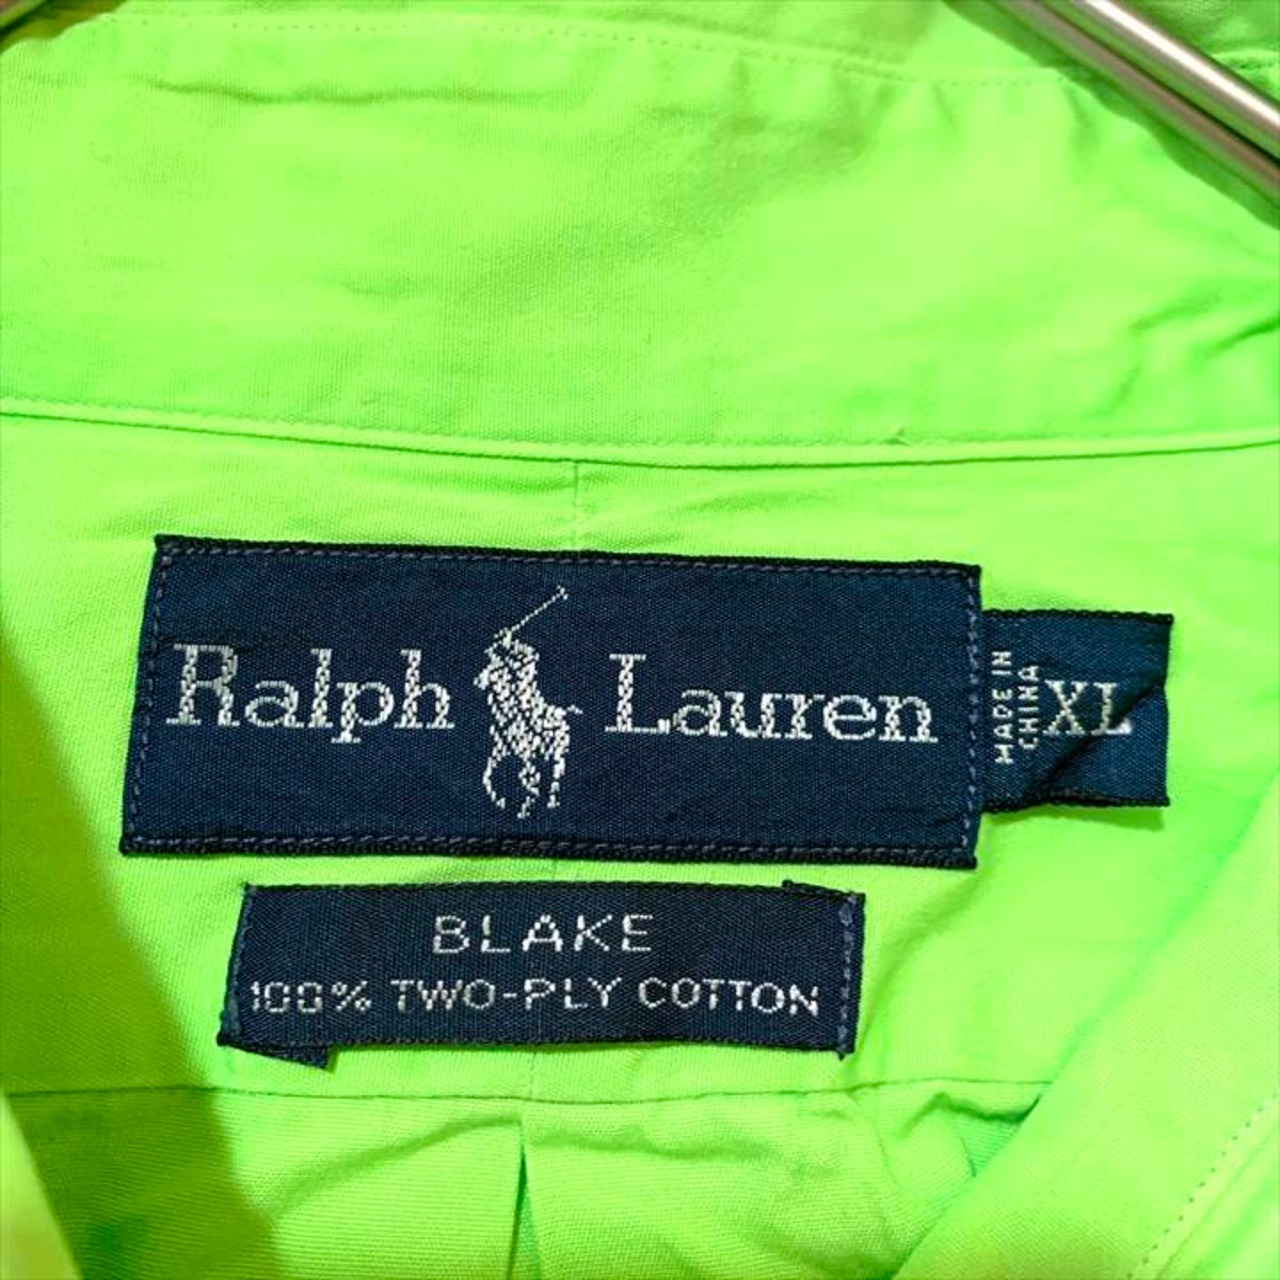 Ralph Lauren
MADE IN
CHINA
XL
BLAKE
100% TWO-PLY COTTON